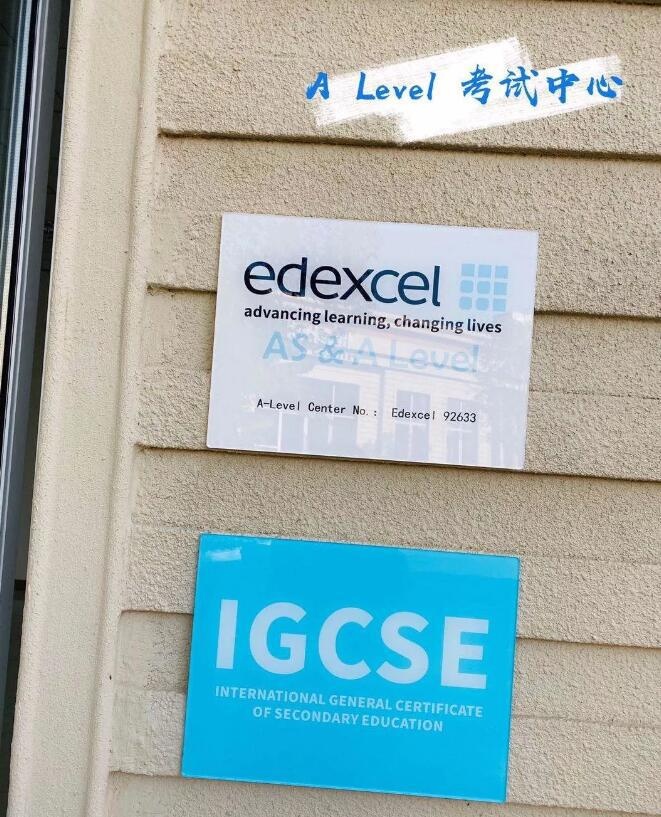 A Level 考试中心
edexcel
advancing learning, changing lives
AS & A Level
A-Level Center No.: Edexcel 92633
IGCSE
INTERNATIONAL GENERAL CERTIFICATE
OF SECONDARY EDUCATION